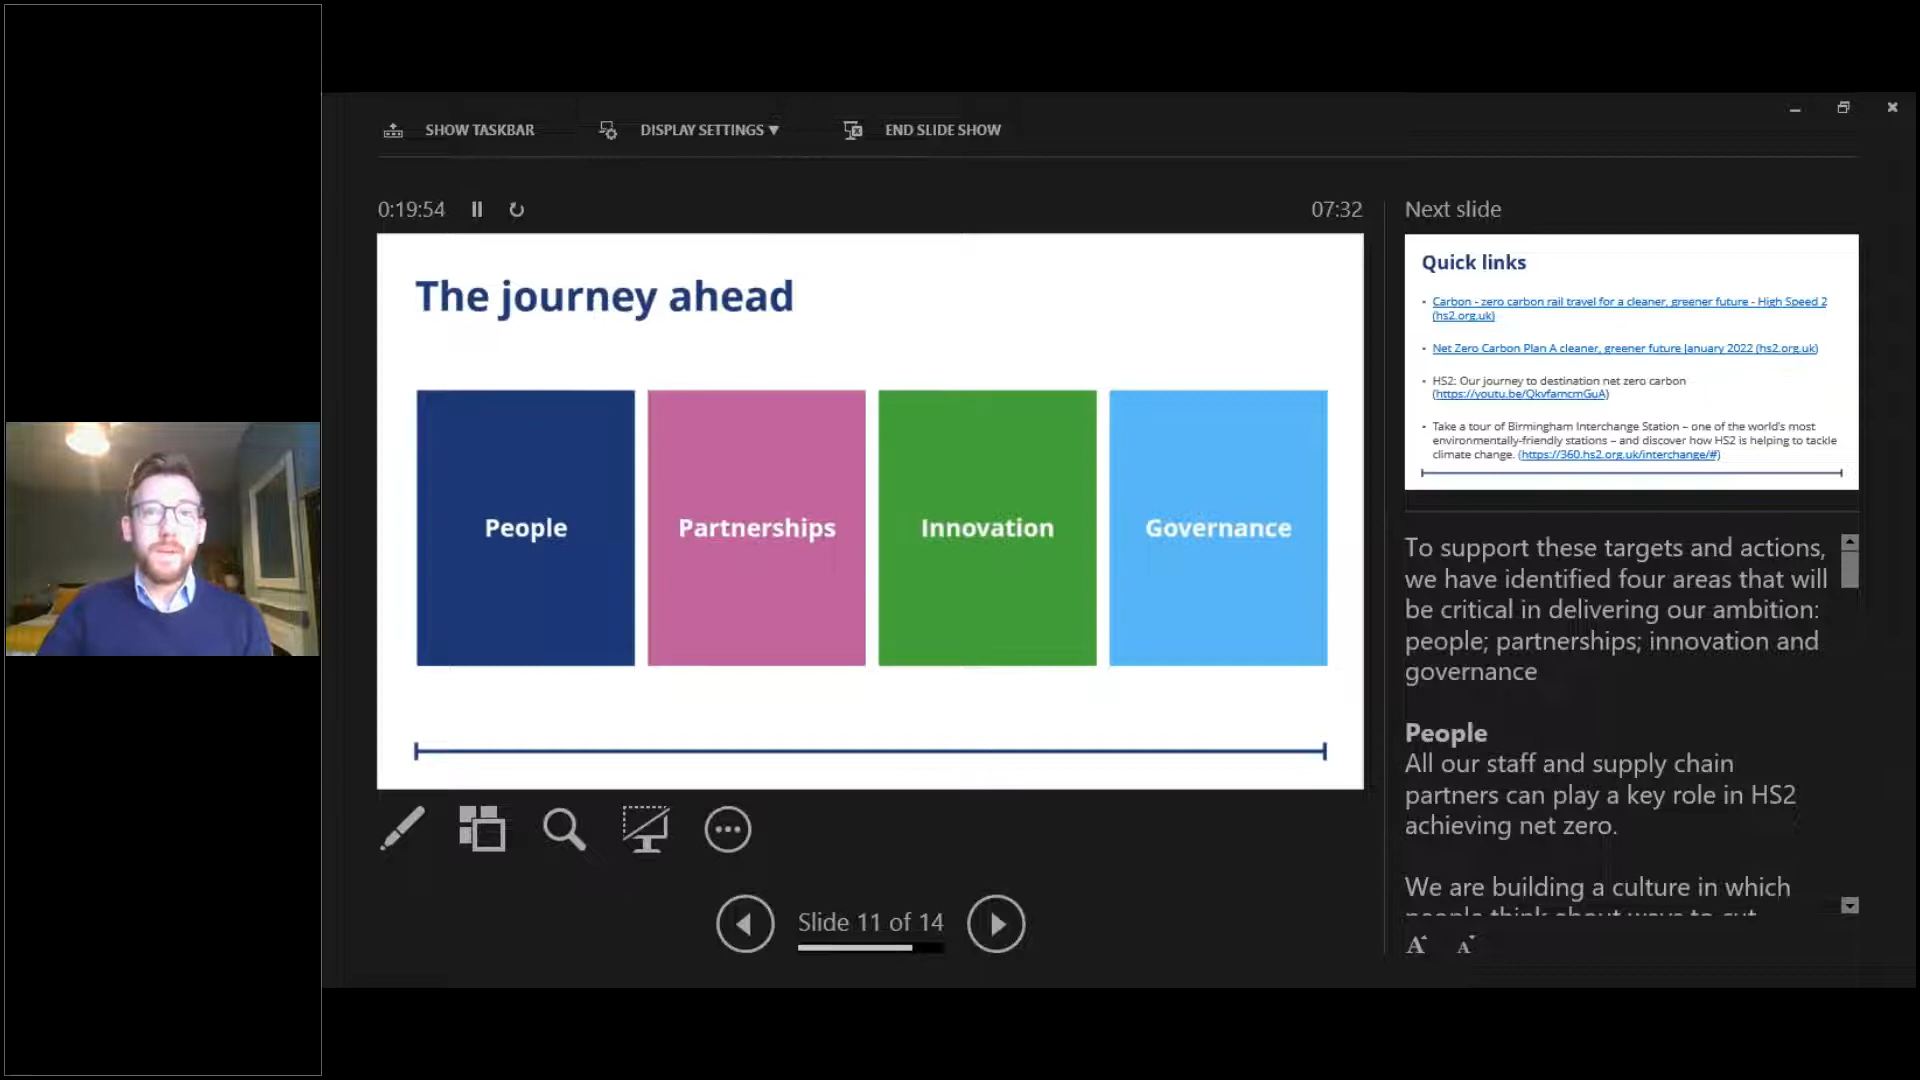 SHOW TASKBAR
DISPLAY SETTINGS ▼
END SLIDE SHOW
0:19:54
07:32
The journey ahead
People
Partnerships
Innovation
Governance
Slide 11 of 14
Next slide
Quick links
• Carbon - zero carbon rail travel for a cleaner, greener future - High Speed 2
(hs2.org.uk)
• Net Zero Carbon Plan A cleaner, greener future January 2022 (hs2.org.uk)
• HS2: Our journey to destination net zero carbon
(https://youtu.be/QkvfamcmGuA)
• Take a tour of Birmingham Interchange Station – one of the world's most
environmentally-friendly stations – and discover how HS2 is helping to tackle
climate change. (https://360.hs2.org.uk/interchange/#)
To support these targets and actions,
we have identified four areas that will
be critical in delivering our ambition:
people; partnerships; innovation and
governance
People
All our staff and supply chain
partners can play a key role in HS2
achieving net zero.
We are building a culture in which
people think about ways to cut
A A